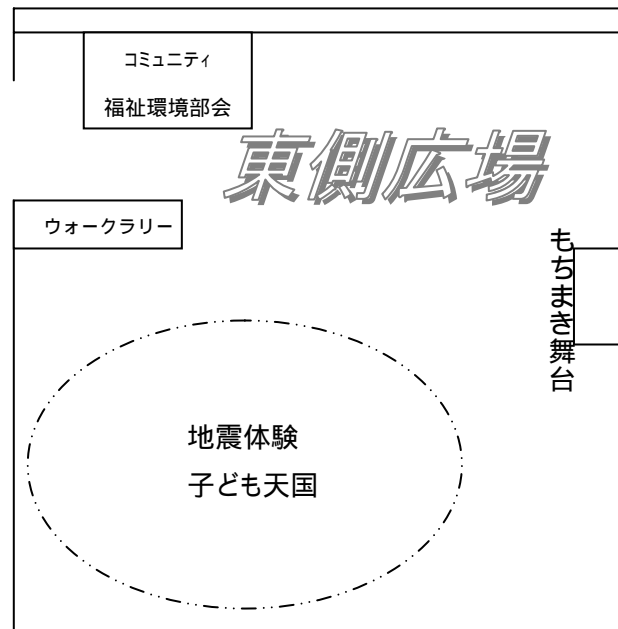 コミュニティ
福祉環境部会
東側広場
ウォークラリー
もちまき舞台
地震体験
子ども天国